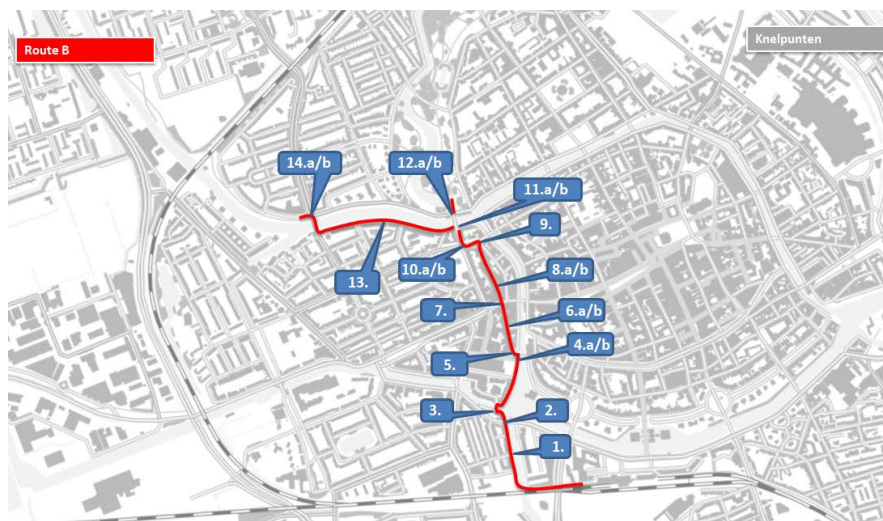 Route B
Knelpunten
14.a/b
12.a/b
11.a/b
9.
10.a/b
13.
8.a/b
7.
6.a/b
5.
4.a/b
3.
2.
1.